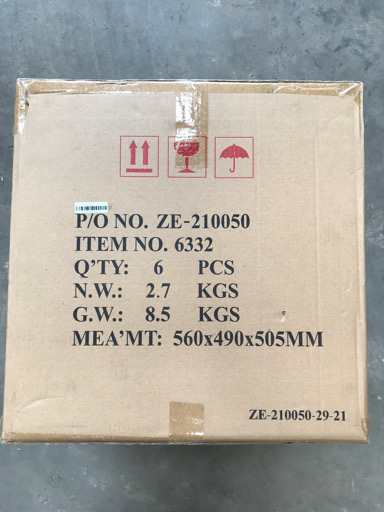 P/O NO. ZE-210050
ITEM NO. 6332
Q'TY: 6 PCS
N.W.: 2.7 KGS
G.W.: 8.5 KGS
MEA'MT: 560x490x505MM
ZE-210050-29-21